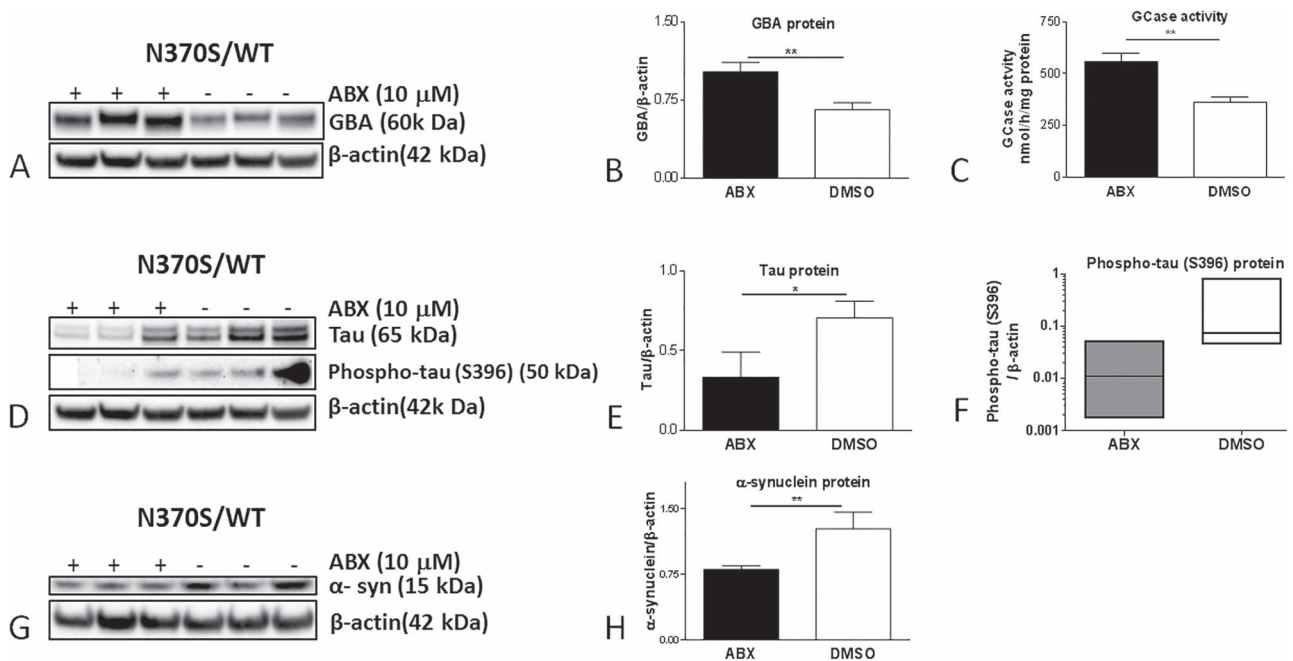 N370S/WT
+ + + - - - ABX (10 μM)
GBA (60k Da)
β-actin(42 kDa)
A
GBA protein
**
1.50
0.75
0.00
GBA/β-actin
ABX DMSO
B
GCase activity
**
750
500
250
0
GCase actvity
nmol/h/mg protein
ABX DMSO
C
N370S/WT
+ + + - - - ABX (10 μM)
Tau (65 kDa)
Phospho-tau (S396) (50 kDa)
β-actin(42k Da)
D
Tau protein
*
1.0
0.5
0.0
Tau/β-actin
ABX DMSO
E
Phospho-tau (S396) protein
1
0.1
0.01
0.001
Phospho-tau (S396)
/ β-actin
ABX DMSO
F
N370S/WT
+ + + - - - ABX (10 μM)
α- syn (15 kDa)
β-actin(42 kDa)
G
α-synuclein protein
**
1.50
0.75
0.00
α-synuclein/β-actin
ABX DMSO
H